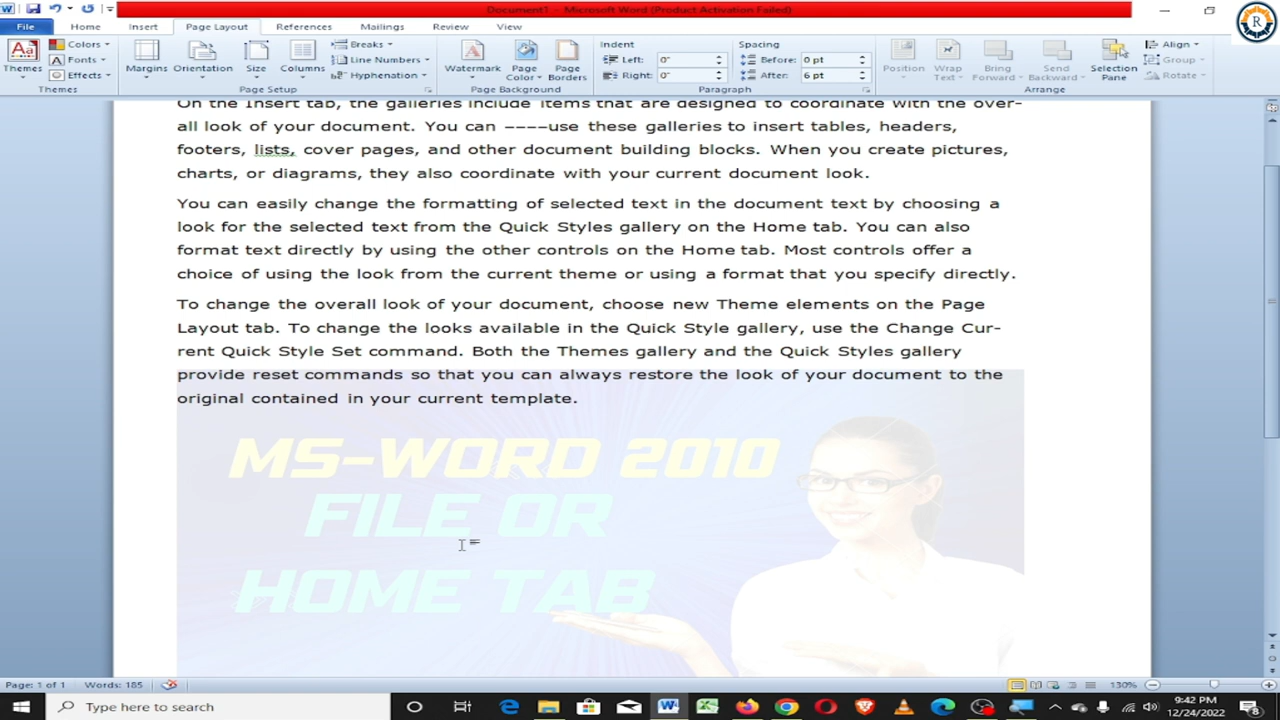 Document1 - Microsoft Word (Product Activation Failed)
File Home Insert Page Layout References Mailings Review View
Themes
Colors
Fonts
Effects
Themes
Margins Orientation Size Columns
Breaks
Line Numbers
Hyphenation
Page Setup
Watermark Page Color Page Borders
Page Background
Indent
Left: 0"
Right: 0"
Spacing
Before: 0 pt
After: 6 pt
Paragraph
Position Wrap Text Bring Forward Send Backward Selection Pane
Align
Group
Rotate
Arrange
R
On the Insert tab, the galleries include items that are designed to coordinate with the over-
all look of your document. You can ----use these galleries to insert tables, headers,
footers, lists, cover pages, and other document building blocks. When you create pictures,
charts, or diagrams, they also coordinate with your current document look.
You can easily change the formatting of selected text in the document text by choosing a
look for the selected text from the Quick Styles gallery on the Home tab. You can also
format text directly by using the other controls on the Home tab. Most controls offer a
choice of using the look from the current theme or using a format that you specify directly.
To change the overall look of your document, choose new Theme elements on the Page
Layout tab. To change the looks available in the Quick Style gallery, use the Change Cur-
rent Quick Style Set command. Both the Themes gallery and the Quick Styles gallery
provide reset commands so that you can always restore the look of your document to the
original contained in your current template.
MS-WORD 2010
FILE OR
HOME TAB
Page: 1 of 1 Words: 185 130%
Type here to search
9:42 PM
12/24/2022
8